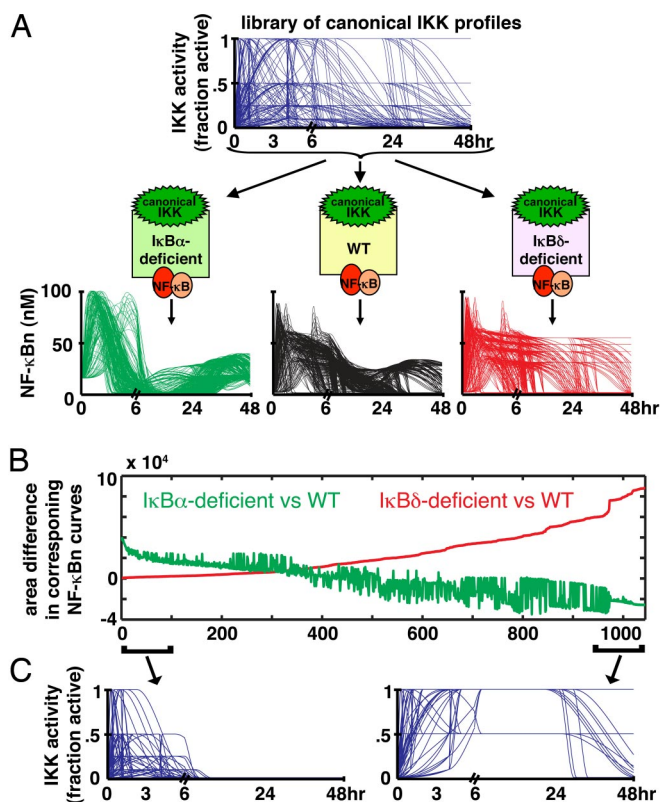 A
library of canonical IKK profiles
IKK activity
(fraction active)
1
.5
0
0 3 6 24 48hr
canonical
IKK
IκBα-
deficient
NF-κB
canonical
IKK
WT
NF-κB
canonical
IKK
IκBδ-
deficient
NF-κB
NF-κBn (nM)
100
50
0
0 6 24 48
0 6 24 48
0 6 24 48hr
B
x 10⁴
area difference
in corresponing
NF-κBn curves
10
0
-4
IκBα-deficient vs WT
IκBδ-deficient vs WT
0 200 400 600 800 1000
C
IKK activity
(fraction active)
1
.5
0
0 3 6 24 48hr
1
.5
0
0 3 6 24 48hr